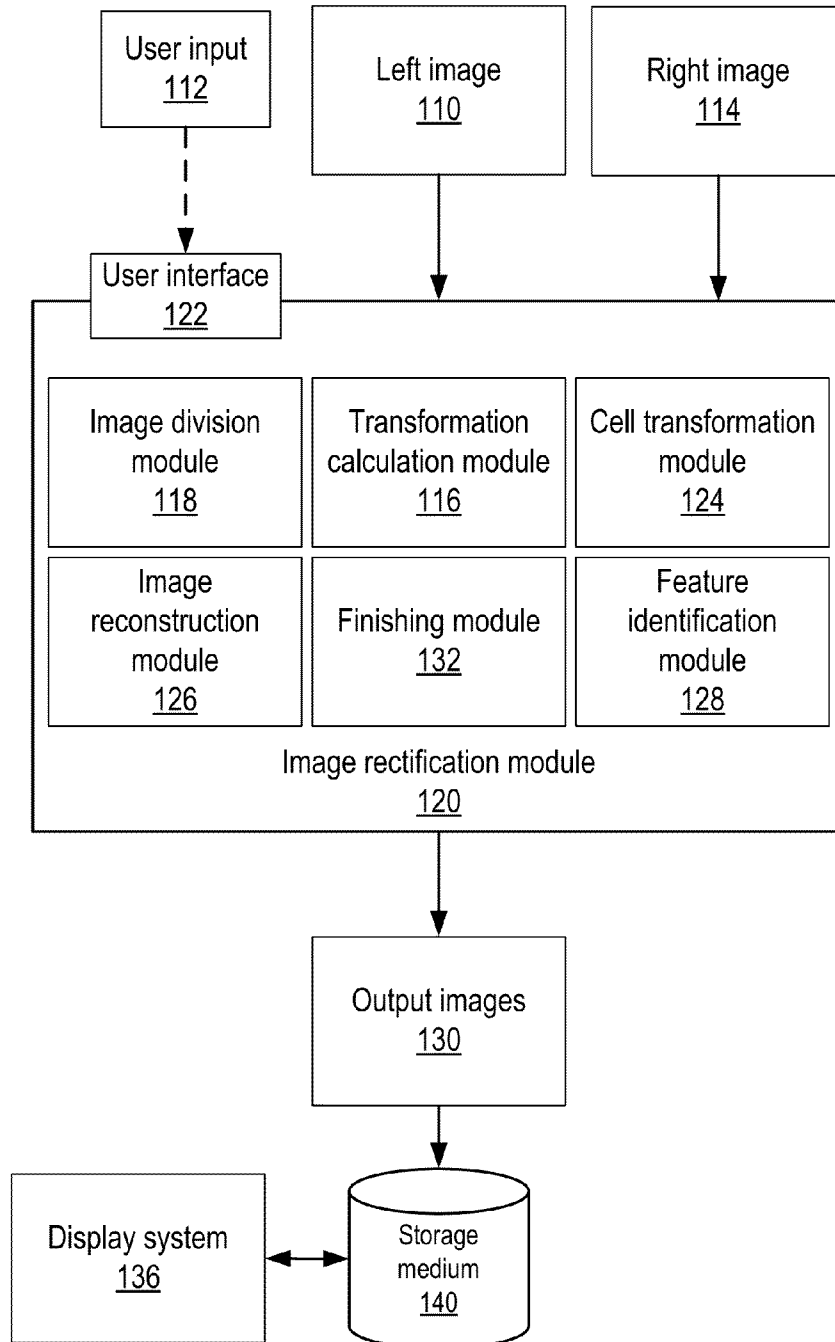 User input
112
Left image
110
Right image
114
User interface
122
Image division
module
118
Transformation
calculation module
116
Cell transformation
module
124
Image
reconstruction
module
126
Finishing module
132
Feature
identification
module
128
Image rectification module
120
Output images
130
Display system
136
Storage
medium
140